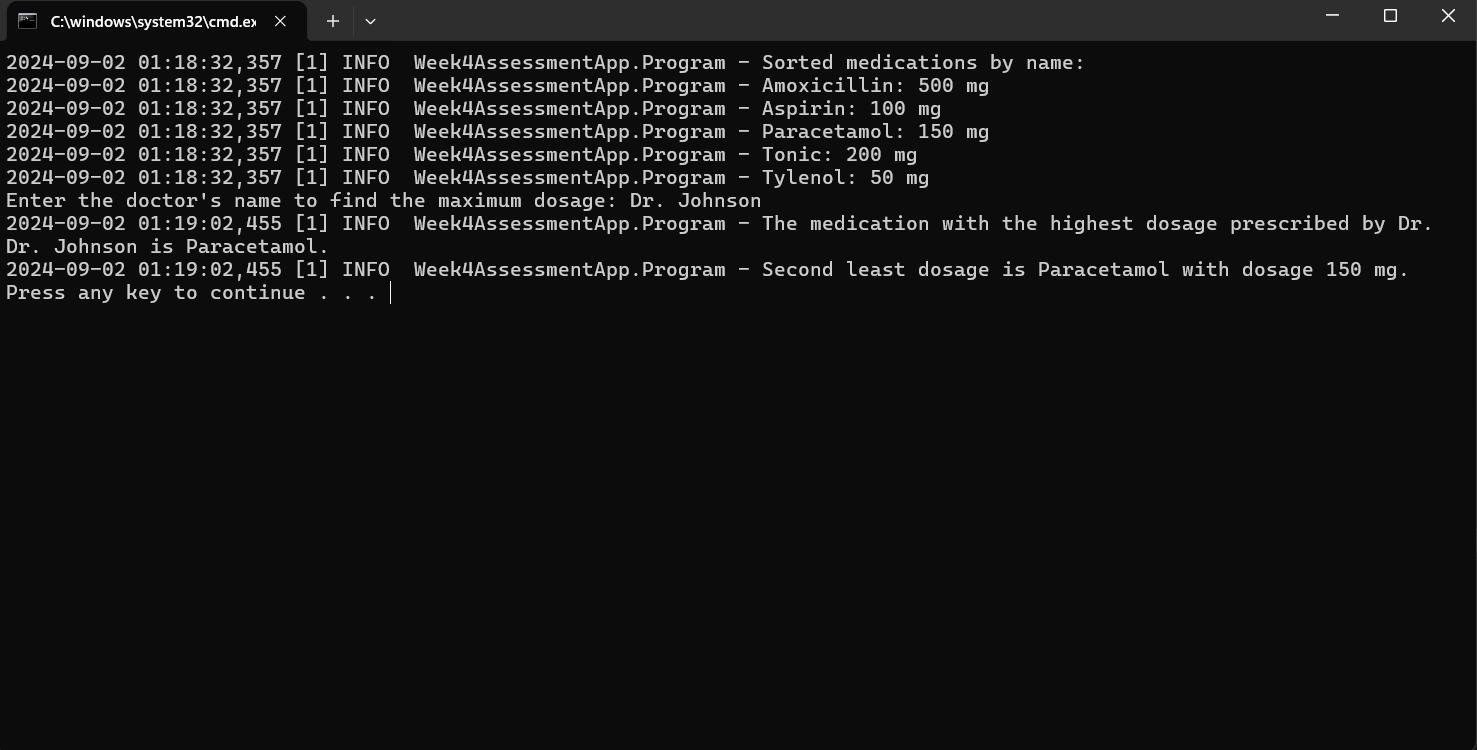 C:\windows\system32\cmd.ex
2024-09-02 01:18:32,357 [1] INFO  Week4AssessmentApp.Program - Sorted medications by name:
2024-09-02 01:18:32,357 [1] INFO  Week4AssessmentApp.Program - Amoxicillin: 500 mg
2024-09-02 01:18:32,357 [1] INFO  Week4AssessmentApp.Program - Aspirin: 100 mg
2024-09-02 01:18:32,357 [1] INFO  Week4AssessmentApp.Program - Paracetamol: 150 mg
2024-09-02 01:18:32,357 [1] INFO  Week4AssessmentApp.Program - Tonic: 200 mg
2024-09-02 01:18:32,357 [1] INFO  Week4AssessmentApp.Program - Tylenol: 50 mg
Enter the doctor's name to find the maximum dosage: Dr. Johnson
2024-09-02 01:19:02,455 [1] INFO  Week4AssessmentApp.Program - The medication with the highest dosage prescribed by Dr.
Dr. Johnson is Paracetamol.
2024-09-02 01:19:02,455 [1] INFO  Week4AssessmentApp.Program - Second least dosage is Paracetamol with dosage 150 mg.
Press any key to continue . . .